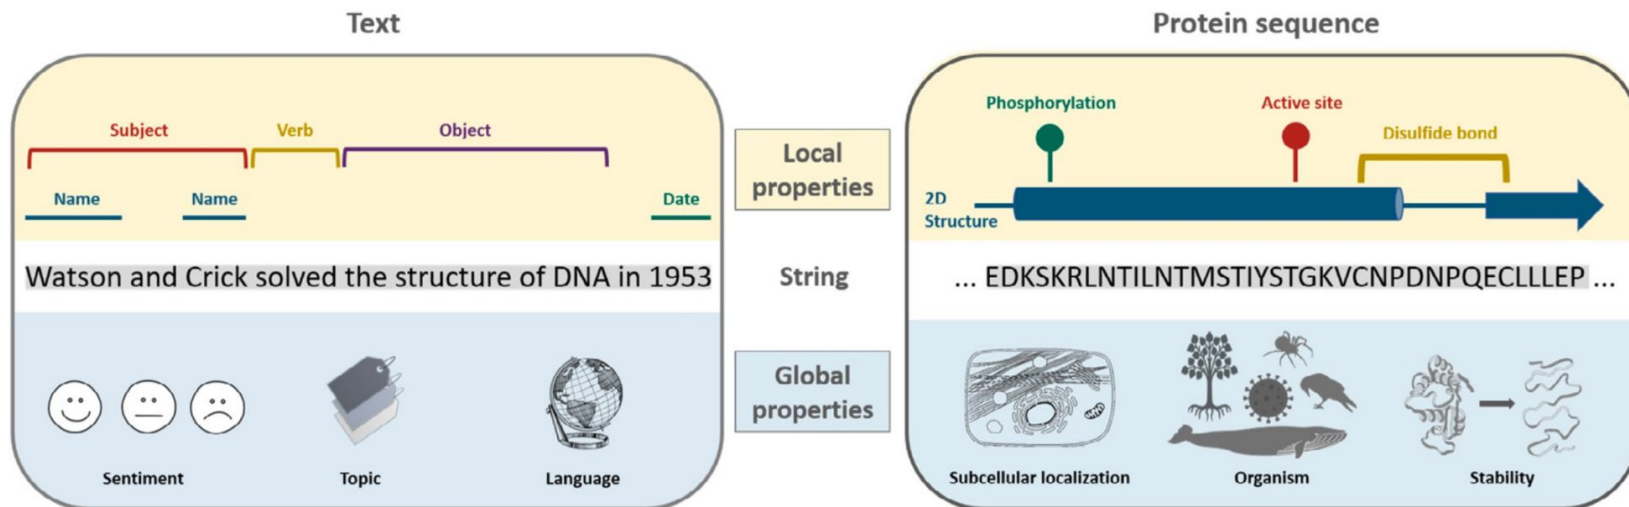 Text
Protein sequence
Subject
Verb
Object
Name
Name
Date
Local
properties
Phosphorylation
Active site
Disulfide bond
2D
Structure
Watson and Crick solved the structure of DNA in 1953
String
... EDKSKRLNTILNTMSTIYSTGKVCNPDNPQECLLLEP ...
Global
properties
Sentiment
Topic
Language
Subcellular localization
Organism
Stability